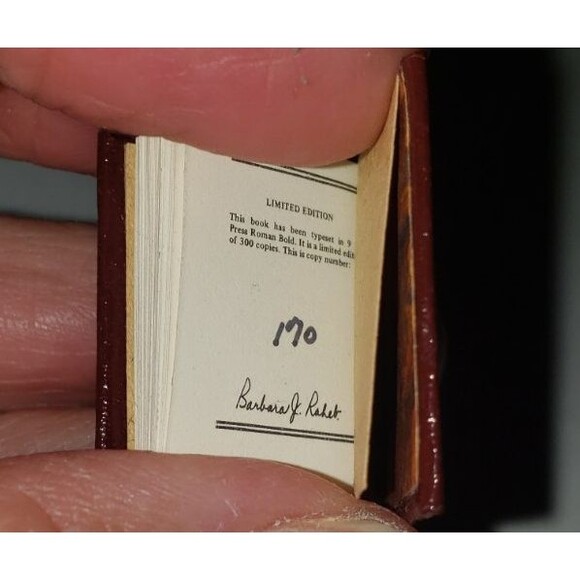 LIMITED EDITION
This book has been typeset in 9
Press Roman Bold. It is a limited edit
of 300 copies. This is copy number:
170
Barbara J. Raheb